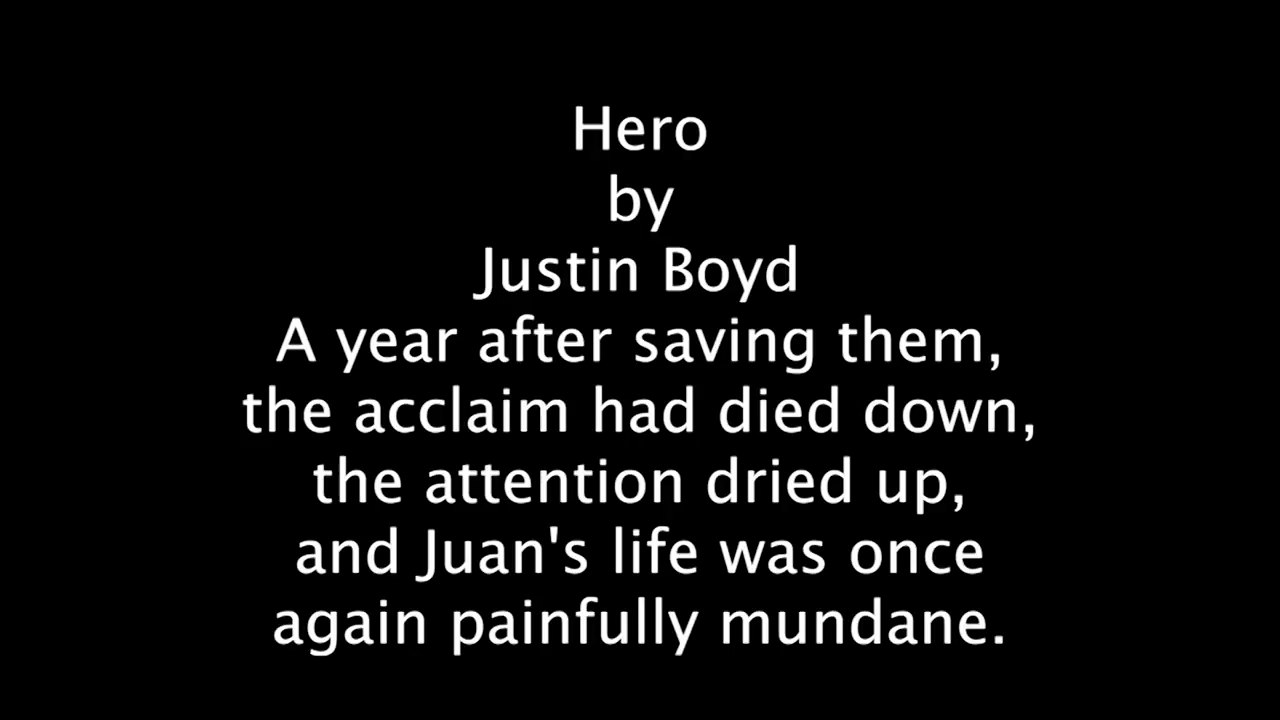 Hero
by
Justin Boyd
A year after saving them,
the acclaim had died down,
the attention dried up,
and Juan's life was once
again painfully mundane.